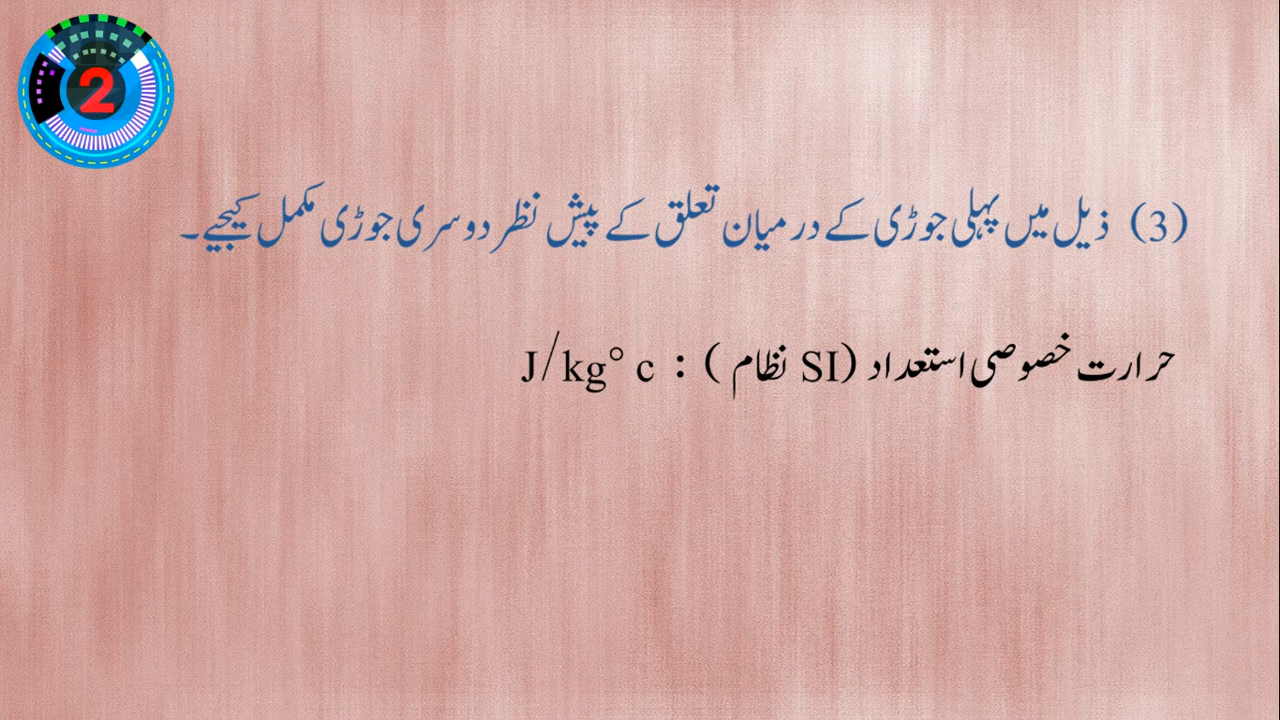 2
(3) ذیل میں پہلی جوڑی کے درمیان تعلق کے پیش نظر دوسری جوڑی مکمل کیجیے۔
حرارت خصوصی استعداد (SI نظام) : J/kg° c